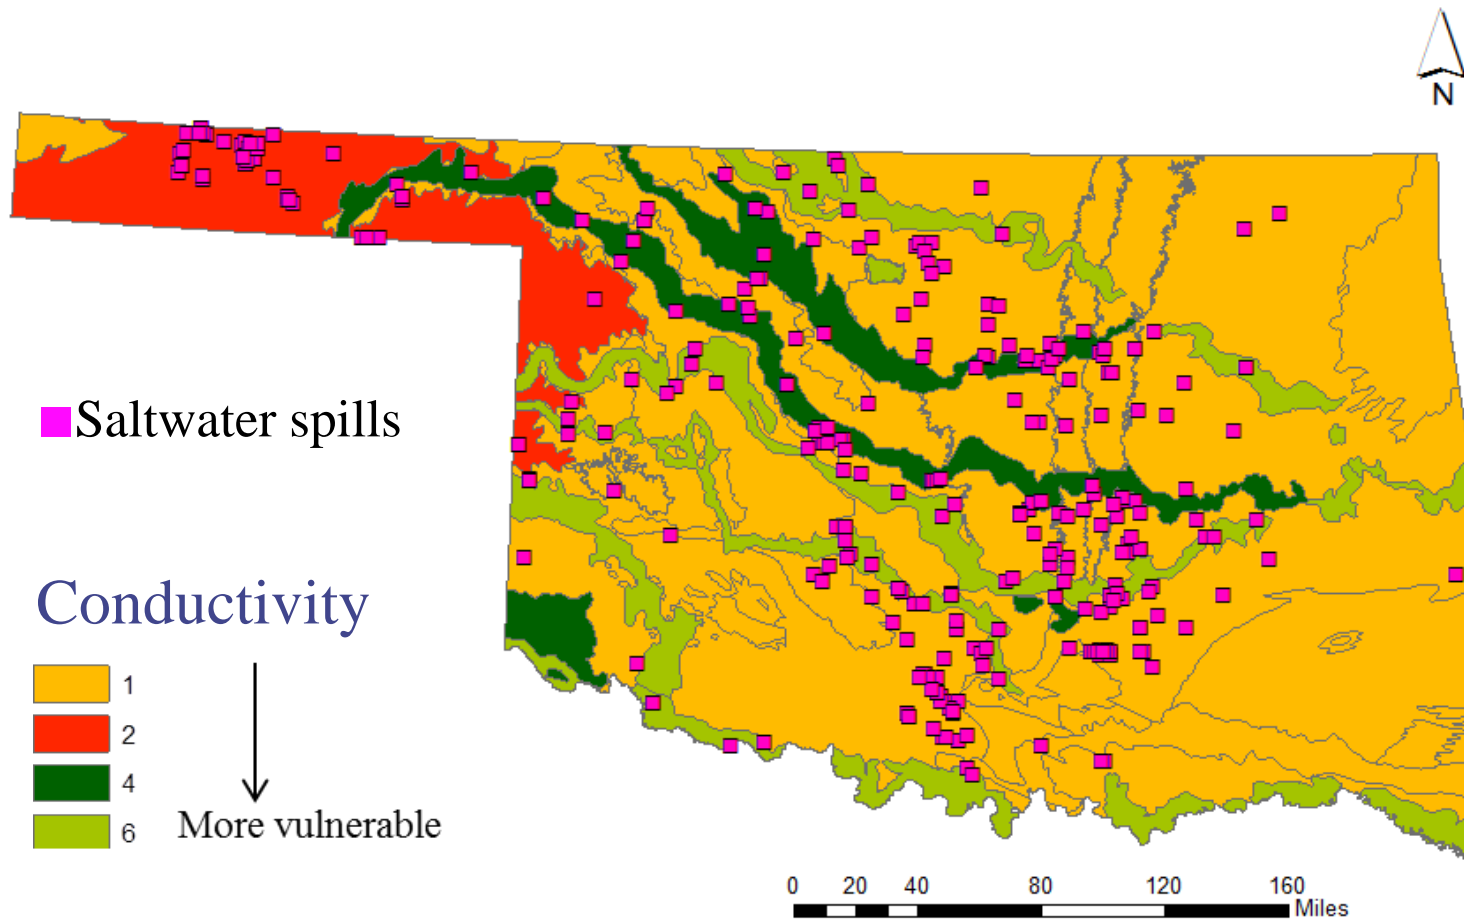 N
Saltwater spills
Conductivity
1
2
4
6
More vulnerable
0 20 40 80 120 160
Miles